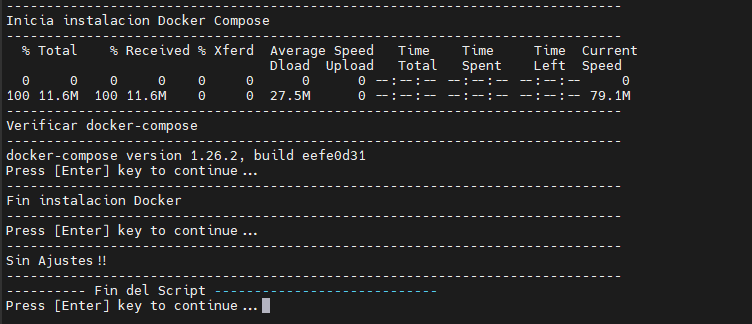 --------------------------------------------------------------------------------
Inicia instalacion Docker Compose
--------------------------------------------------------------------------------
  % Total    % Received % Xferd  Average Speed   Time    Time     Time  Current
                                 Dload  Upload   Total   Spent    Left  Speed
  0     0    0     0    0     0      0      0 --:--:-- --:--:-- --:--:--     0
100 11.6M  100 11.6M    0     0  27.5M      0 --:--:-- --:--:-- --:--:-- 79.1M
--------------------------------------------------------------------------------
Verificar docker-compose
--------------------------------------------------------------------------------
docker-compose version 1.26.2, build eefe0d31
Press [Enter] key to continue...
--------------------------------------------------------------------------------
Fin instalacion Docker
--------------------------------------------------------------------------------
Press [Enter] key to continue...
--------------------------------------------------------------------------------
Sin Ajustes!!
--------------------------------------------------------------------------------
---------- Fin del Script ----------------------------
Press [Enter] key to continue...